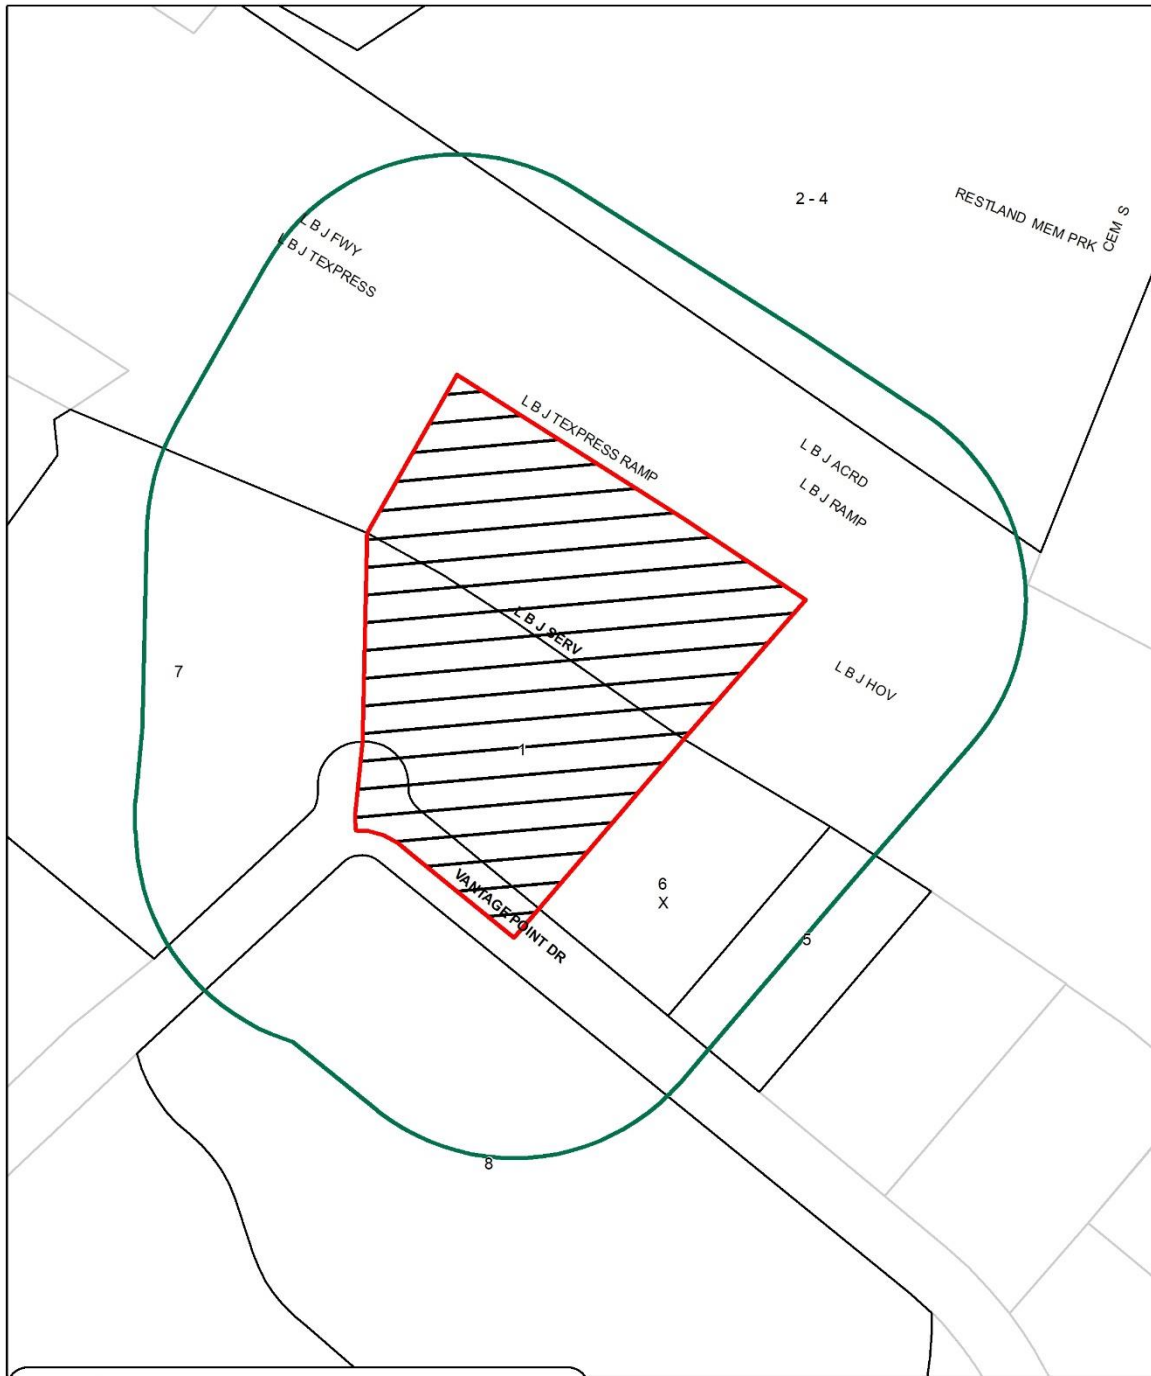 2 - 4
RESTLAND MEM PRK
CEM S
L B J FWY
L B J TEXPRESS
L B J TEXPRESS RAMP
L B J ACRD
L B J RAMP
L B J SERV
L B J HOV
7
1
6
X
VANTAGE POINT DR
5
8